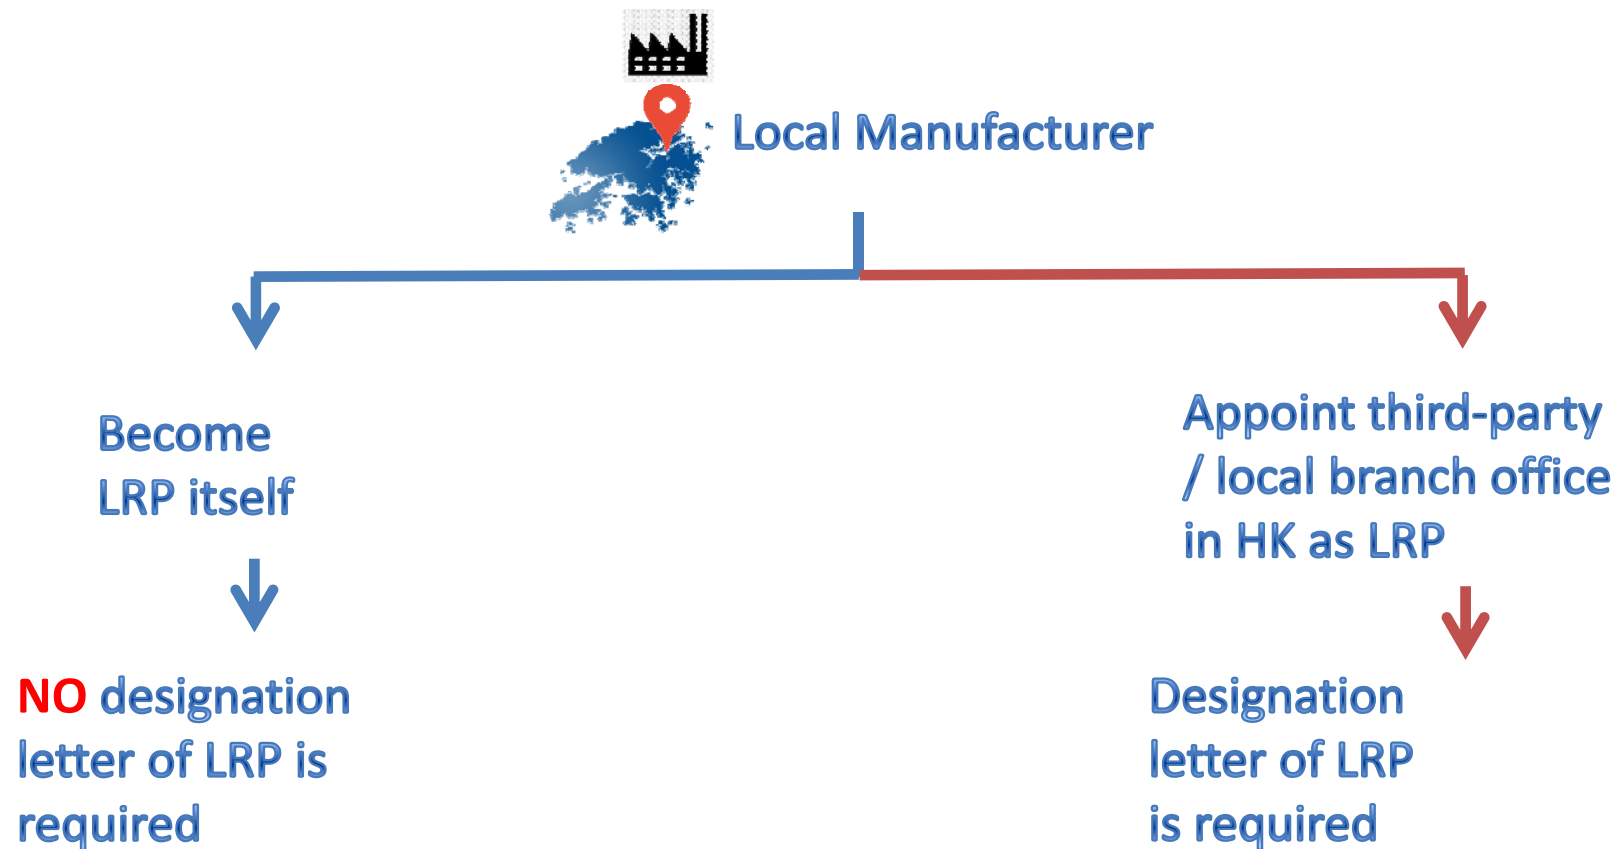 Local Manufacturer
Become
LRP itself
NO designation
letter of LRP is
required
Appoint third-party
/ local branch office
in HK as LRP
Designation
letter of LRP
is required